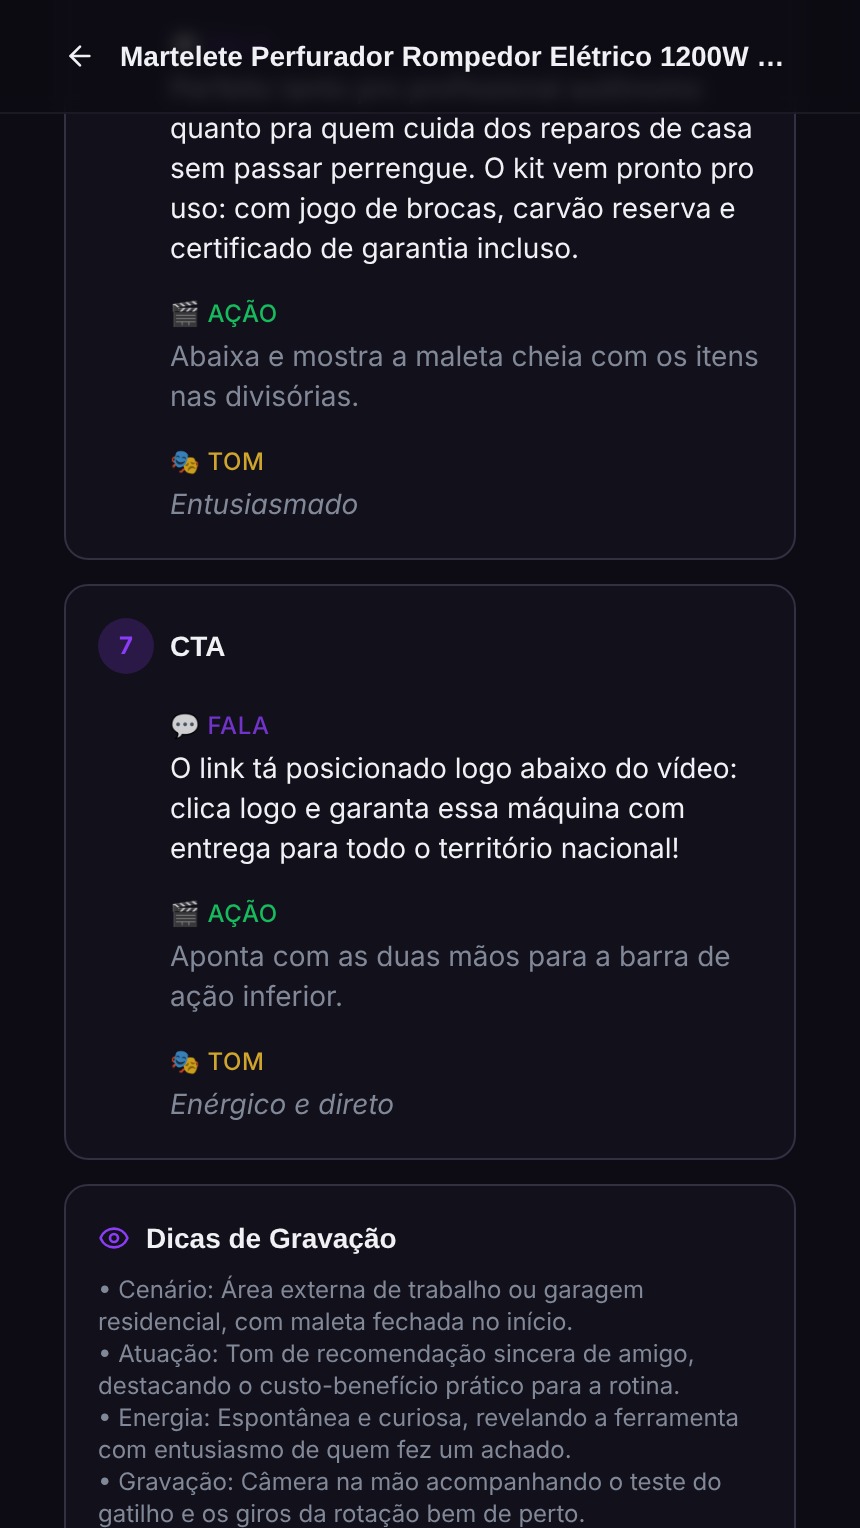 Martelete Perfurador Rompedor Elétrico 1200W ...
quanto pra quem cuida dos reparos de casa
sem passar perrengue. O kit vem pronto pro
uso: com jogo de brocas, carvão reserva e
certificado de garantia incluso.
🎬 AÇÃO
Abaixa e mostra a maleta cheia com os itens
nas divisórias.
🎭 TOM
Entusiasmado
7 CTA
💬 FALA
O link tá posicionado logo abaixo do vídeo:
clica logo e garanta essa máquina com
entrega para todo o território nacional!
🎬 AÇÃO
Aponta com as duas mãos para a barra de
ação inferior.
🎭 TOM
Enérgico e direto
Dicas de Gravação
• Cenário: Área externa de trabalho ou garagem
residencial, com maleta fechada no início.
• Atuação: Tom de recomendação sincera de amigo,
destacando o custo-benefício prático para a rotina.
• Energia: Espontânea e curiosa, revelando a ferramenta
com entusiasmo de quem fez um achado.
• Gravação: Câmera na mão acompanhando o teste do
gatilho e os giros da rotação bem de perto.